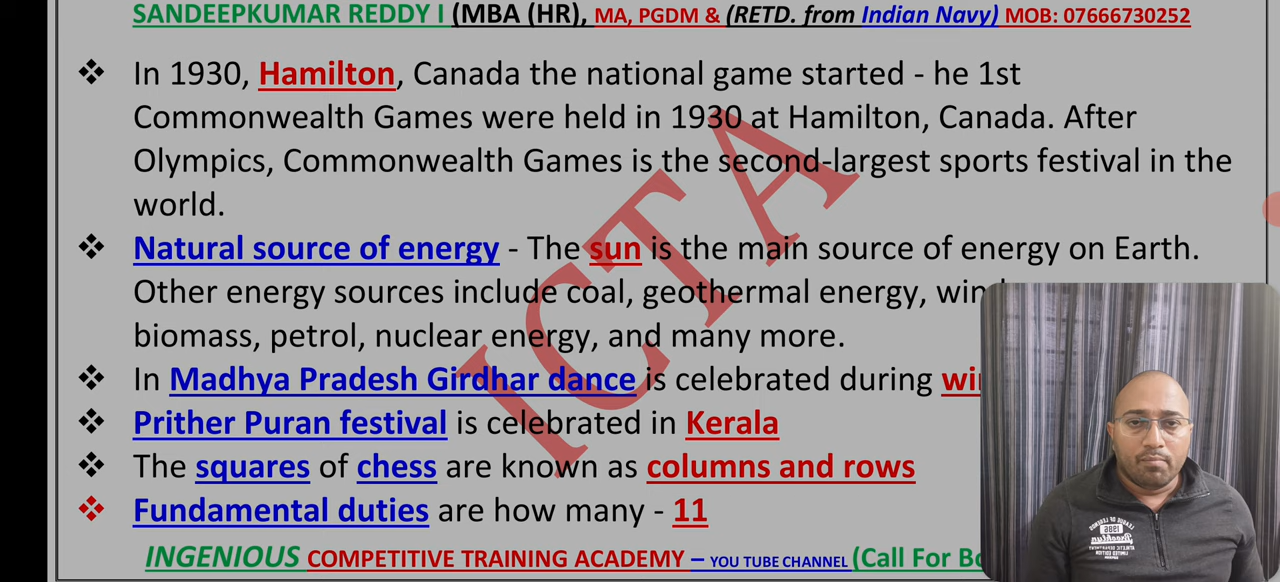 SANDEEPKUMAR REDDY I (MBA (HR), MA, PGDM & (RETD. from Indian Navy) MOB: 07666730252
❖ In 1930, Hamilton, Canada the national game started - he 1st
Commonwealth Games were held in 1930 at Hamilton, Canada. After
Olympics, Commonwealth Games is the second-largest sports festival in the
world.
❖ Natural source of energy - The sun is the main source of energy on Earth.
Other energy sources include coal, geothermal energy,
biomass, petrol, nuclear energy, and many more.
❖ In Madhya Pradesh Girdhar dance is celebrated during
❖ Prither Puran festival is celebrated in Kerala
❖ The squares of chess are known as columns and rows
❖ Fundamental duties are how many - 11
INGENIOUS COMPETITIVE TRAINING ACADEMY – YOU TUBE CHANNEL (Call For
ICTA